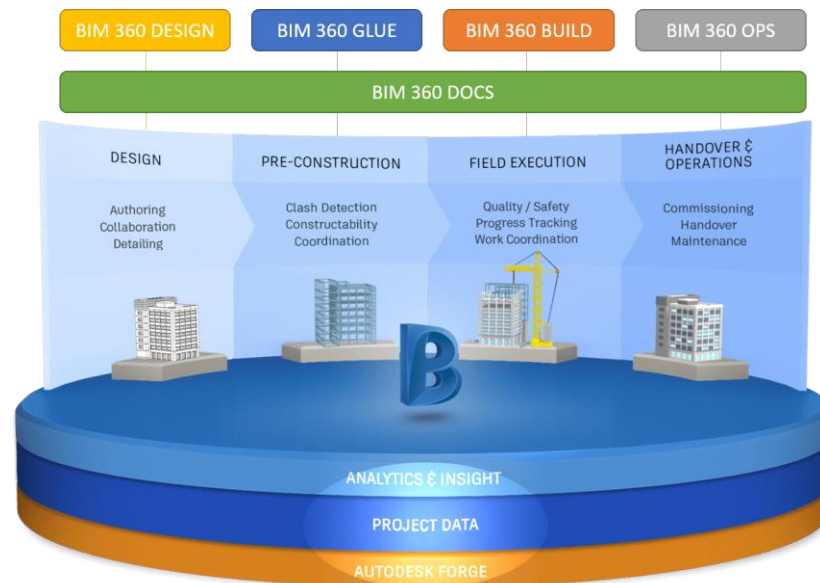 BIM 360 DESIGN
BIM 360 GLUE
BIM 360 BUILD
BIM 360 OPS
BIM 360 DOCS
DESIGN
Authoring
Collaboration
Detailing
PRE-CONSTRUCTION
Clash Detection
Constructability
Coordination
FIELD EXECUTION
Quality / Safety
Progress Tracking
Work Coordination
HANDOVER &
OPERATIONS
Commissioning
Handover
Maintenance
B
ANALYTICS & INSIGHT
PROJECT DATA
AUTODESK FORGE